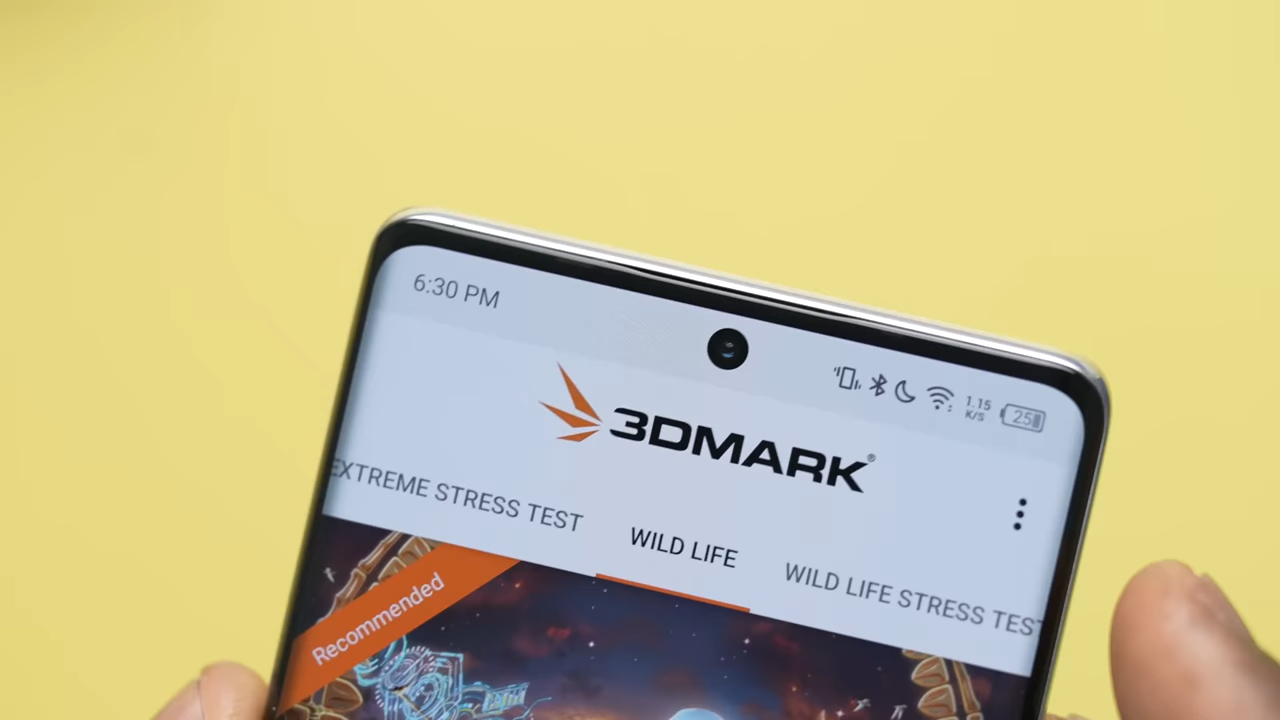 6:30 PM
1.15
K/S
25
3DMARK®
EXTREME STRESS TEST
WILD LIFE
WILD LIFE STRESS TEST
Recommended